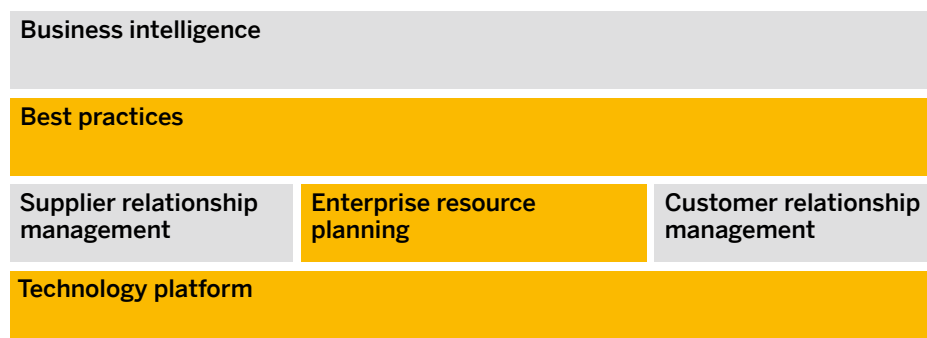 Business intelligence
Best practices
Supplier relationship
management
Enterprise resource
planning
Customer relationship
management
Technology platform